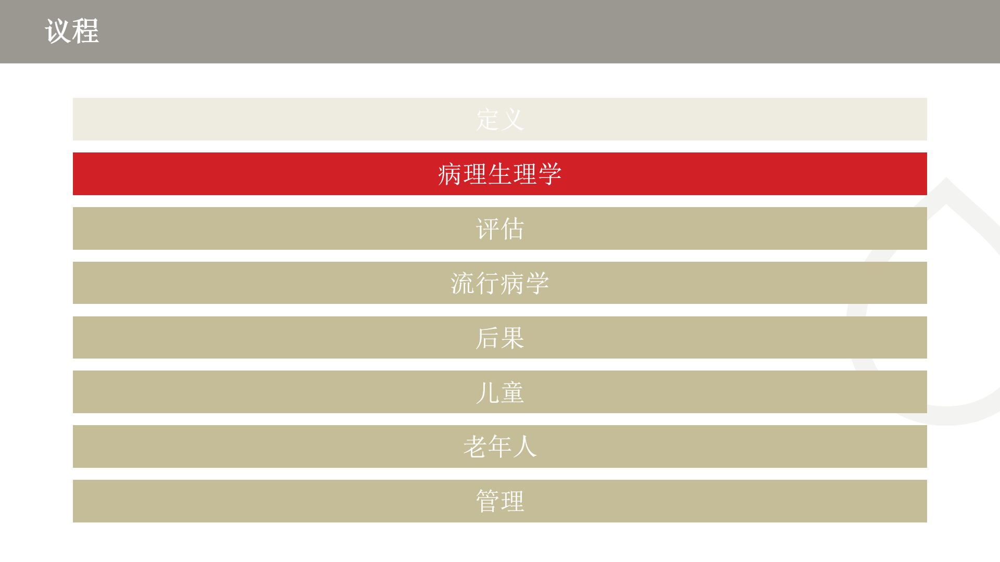 议程
定义
病理生理学
评估
流行病学
后果
儿童
老年人
管理